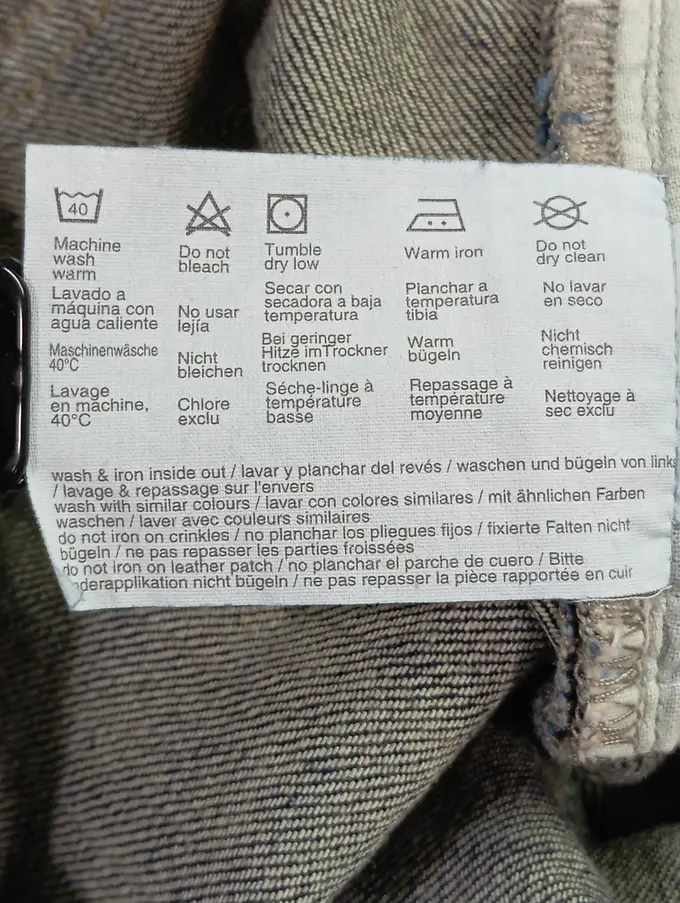 40
Machine
wash
warm
Lavado a
máquina con
agua caliente
Maschinenwäsche
40°C
Lavage
en machine,
40°C
Do not
bleach
No usar
lejía
Nicht
bleichen
Chlore
exclu
Tumble
dry low
Secar con
secadora a baja
temperatura
Bei geringer
Hitze imTrockner
trocknen
Séche-linge à
température
basse
Warm iron
Planchar a
temperatura
tibia
Warm
bügeln
Repassage à
température
moyenne
Do not
dry clean
No lavar
en seco
Nicht
chemisch
reinigen
Nettoyage à
sec exclu
wash & iron inside out / lavar y planchar del revés / waschen und bügeln von links
/ lavage & repassage sur l'envers
wash with similar colours / lavar con colores similares / mit ähnlichen Farben
waschen / laver avec couleurs similaires
do not iron on crinkles / no planchar los pliegues fijos / fixierte Falten nicht
bügeln / ne pas repasser les parties froissées
do not iron on leather patch / no planchar el parche de cuero / Bitte
derapplikation nicht bügeln / ne pas repasser la pièce rapportée en cuir